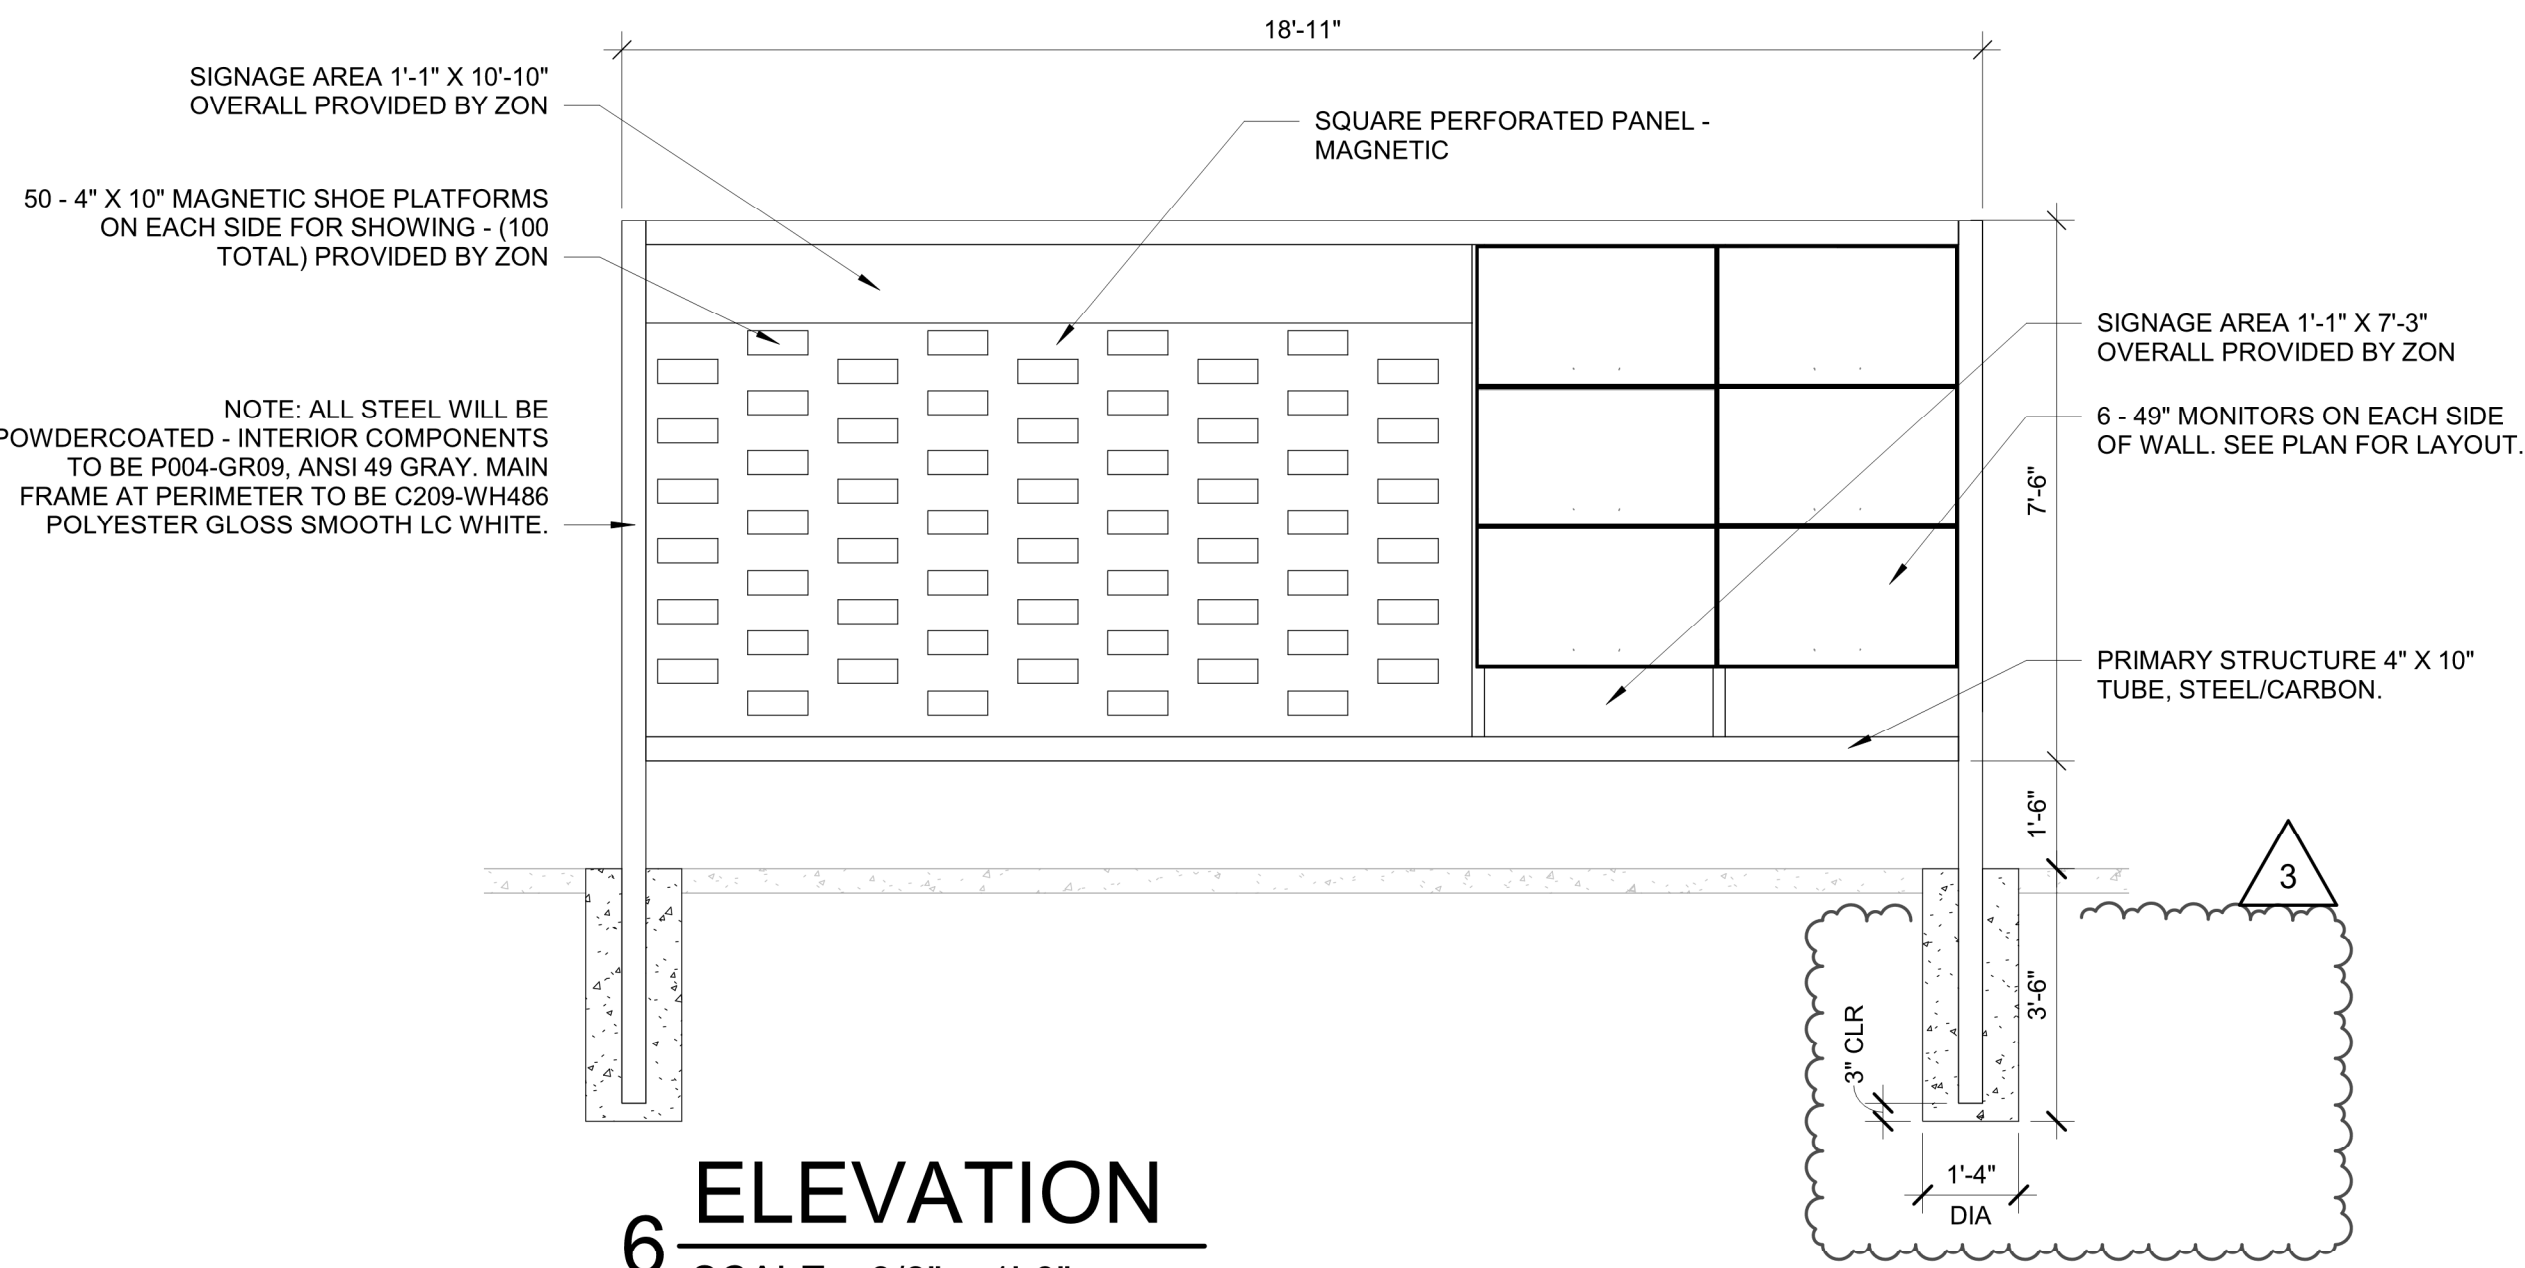 18'-11"
SIGNAGE AREA 1'-1" X 10'-10"
OVERALL PROVIDED BY ZON
SQUARE PERFORATED PANEL -
MAGNETIC
50 - 4" X 10" MAGNETIC SHOE PLATFORMS
ON EACH SIDE FOR SHOWING - (100
TOTAL) PROVIDED BY ZON
NOTE: ALL STEEL WILL BE
POWDERCOATED - INTERIOR COMPONENTS
TO BE P004-GR09, ANSI 49 GRAY. MAIN
FRAME AT PERIMETER TO BE C209-WH486
POLYESTER GLOSS SMOOTH LC WHITE.
SIGNAGE AREA 1'-1" X 7'-3"
OVERALL PROVIDED BY ZON
6 - 49" MONITORS ON EACH SIDE
OF WALL. SEE PLAN FOR LAYOUT.
7'-6"
PRIMARY STRUCTURE 4" X 10"
TUBE, STEEL/CARBON.
1'-6"
3
3'-6"
3" CLR
1'-4"
DIA
ELEVATION
6